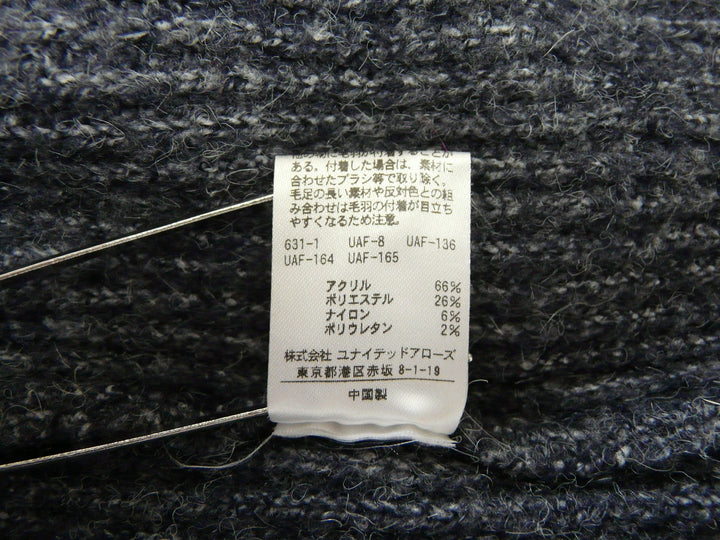 ある。付着した場合は、素材に
合わせたブラシ等で取り除く。
毛足の長い素材や反対色との組
み合わせは毛羽の付着が目立ち
やすくなるため注意。
631-1 UAF-8 UAF-136
UAF-164 UAF-165
アクリル 66%
ポリエステル 26%
ナイロン 6%
ポリウレタン 2%
株式会社 ユナイテッドアローズ
東京都港区赤坂 8-1-19
中国製